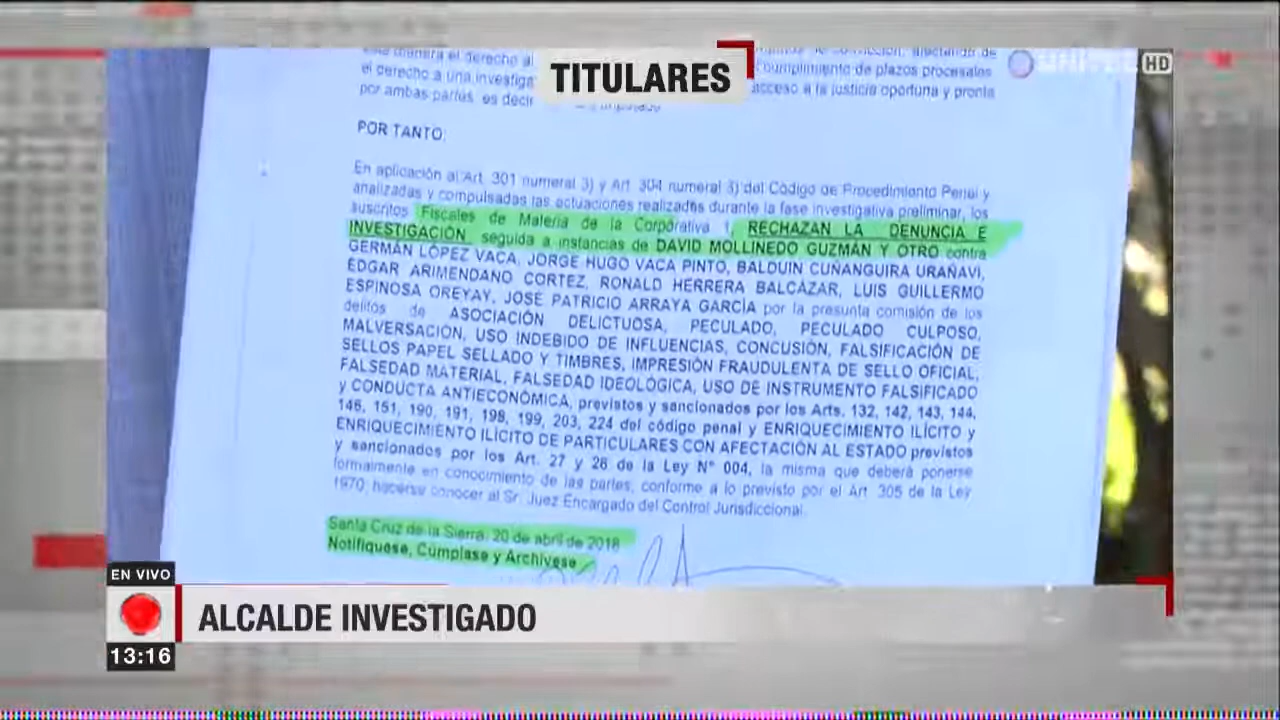 TITULARES
UNITEL HD
el derecho a una investiga cumplimiento de plazos procesales
por ambas partes, es decir acceso a la justicia oportuna y pronta
POR TANTO:
En aplicación al Art. 301 numeral 3) y Art. 304 numeral 3) del Código de Procedimiento Penal y
analizadas y compulsadas las actuaciones realizadas durante la fase investigativa preliminar, los
suscritos Fiscales de Materia de la Corporativa 1, RECHAZAN LA DENUNCIA E
INVESTIGACIÓN seguida a instancias de DAVID MOLLINEDO GUZMÁN Y OTRO contra
GERMÁN LÓPEZ VACA, JORGE HUGO VACA PINTO, BALDUIN CUÑANGUIRA URAÑAVI,
EDGAR ARIMENDANO CORTEZ, RONALD HERRERA BALCÁZAR, LUIS GUILLERMO
ESPINOSA OREYAY, JOSÉ PATRICIO ARRAYA GARCÍA por la presunta comisión de los
delitos de ASOCIACIÓN DELICTUOSA, PECULADO, PECULADO CULPOSO,
MALVERSACIÓN, USO INDEBIDO DE INFLUENCIAS, CONCUSIÓN, FALSIFICACIÓN DE
SELLOS PAPEL SELLADO Y TIMBRES, IMPRESIÓN FRAUDULENTA DE SELLO OFICIAL,
FALSEDAD MATERIAL, FALSEDAD IDEOLÓGICA, USO DE INSTRUMENTO FALSIFICADO
y CONDUCTA ANTIECONÓMICA, previstos y sancionados por los Arts. 132, 142, 143, 144,
146, 151, 190, 191, 198, 199, 203, 224 del código penal y ENRIQUECIMIENTO ILÍCITO y
ENRIQUECIMIENTO ILÍCITO DE PARTICULARES CON AFECTACIÓN AL ESTADO previstos
y sancionados por los Art. 27 y 28 de la Ley N° 004, la misma que deberá ponerse
formalmente en conocimiento de las partes, conforme a lo previsto por el Art. 305 de la Ley
1970, hacerse conocer al Sr. Juez Encargado del Control Jurisdiccional.
Santa Cruz de la Sierra, 20 de abril de 2018
Notifíquese, Cúmplase y Archívese
EN VIVO
ALCALDE INVESTIGADO
13:16